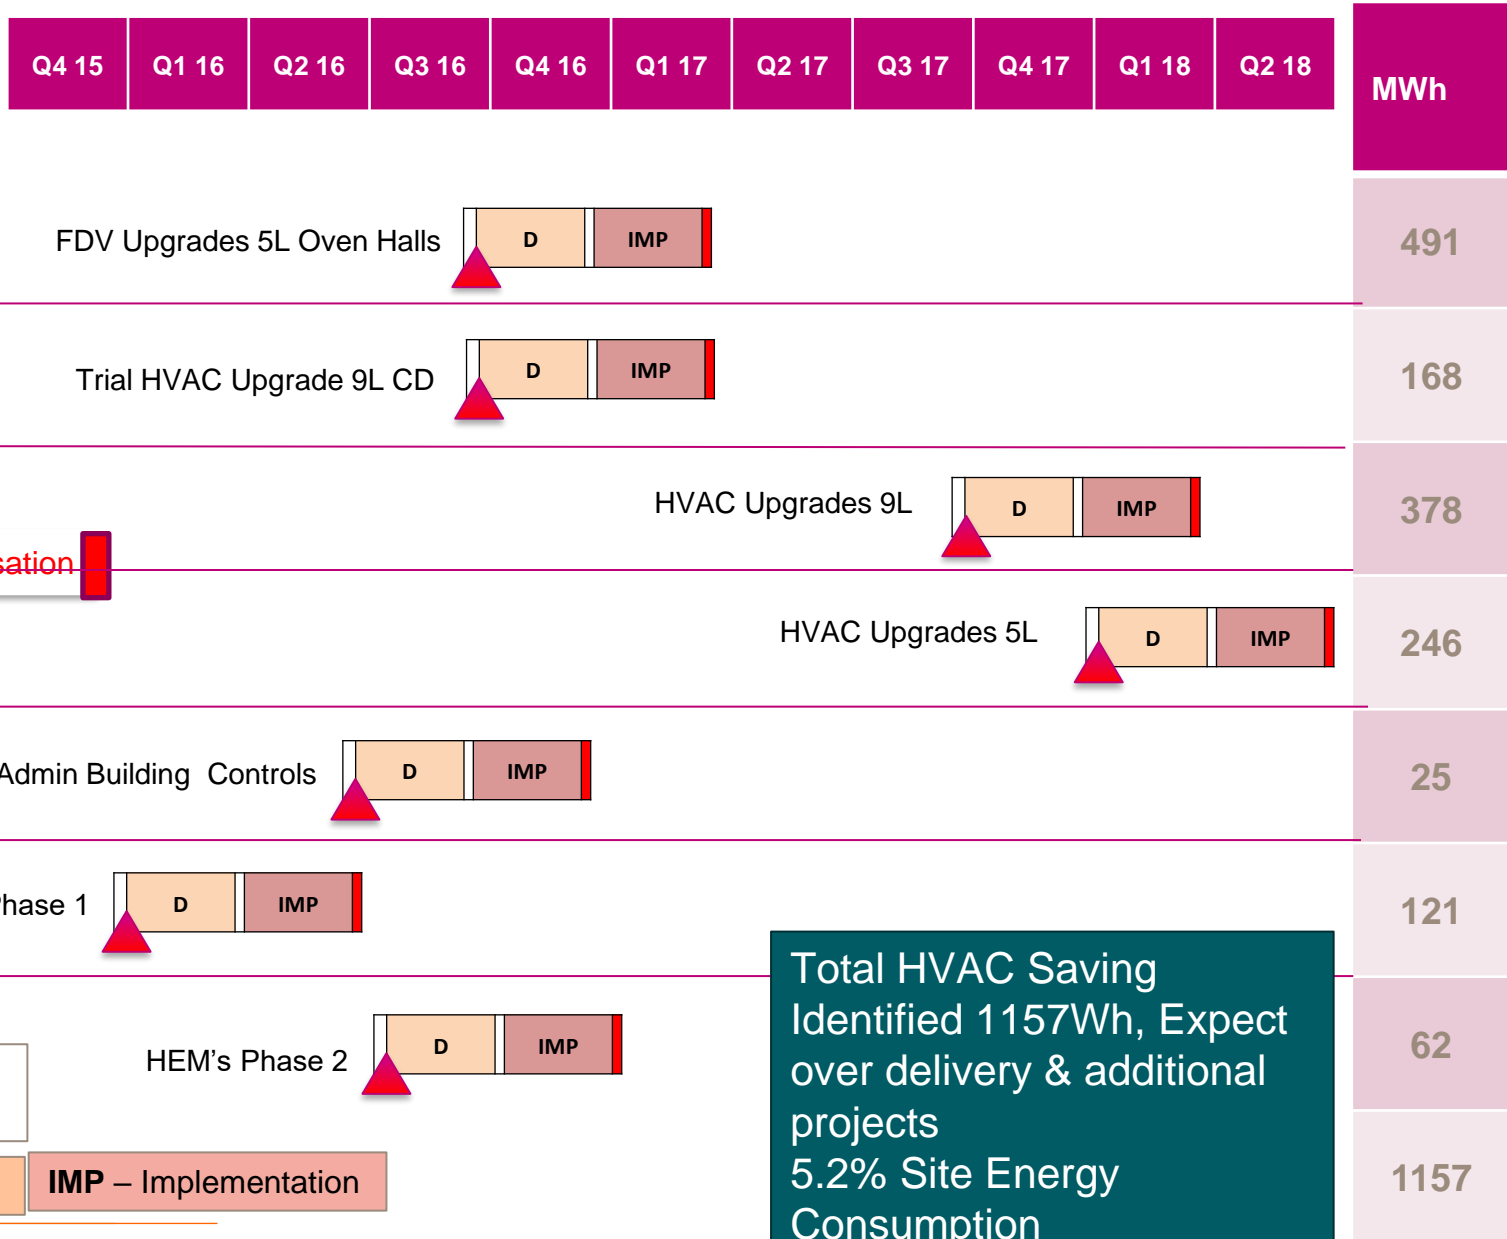 Q4 15 Q1 16 Q2 16 Q3 16 Q4 16 Q1 17 Q2 17 Q3 17 Q4 17 Q1 18 Q2 18 MWh
FDV Upgrades 5L Oven Halls D IMP 491
Trial HVAC Upgrade 9L CD D IMP 168
HVAC Upgrades 9L D IMP 378
sation
HVAC Upgrades 5L D IMP 246
Admin Building Controls D IMP 25
Phase 1 D IMP 121
HEM's Phase 2 D IMP 62
Total HVAC Saving
Identified 1157Wh, Expect
over delivery & additional
projects
5.2% Site Energy
Consumption
IMP – Implementation
1157